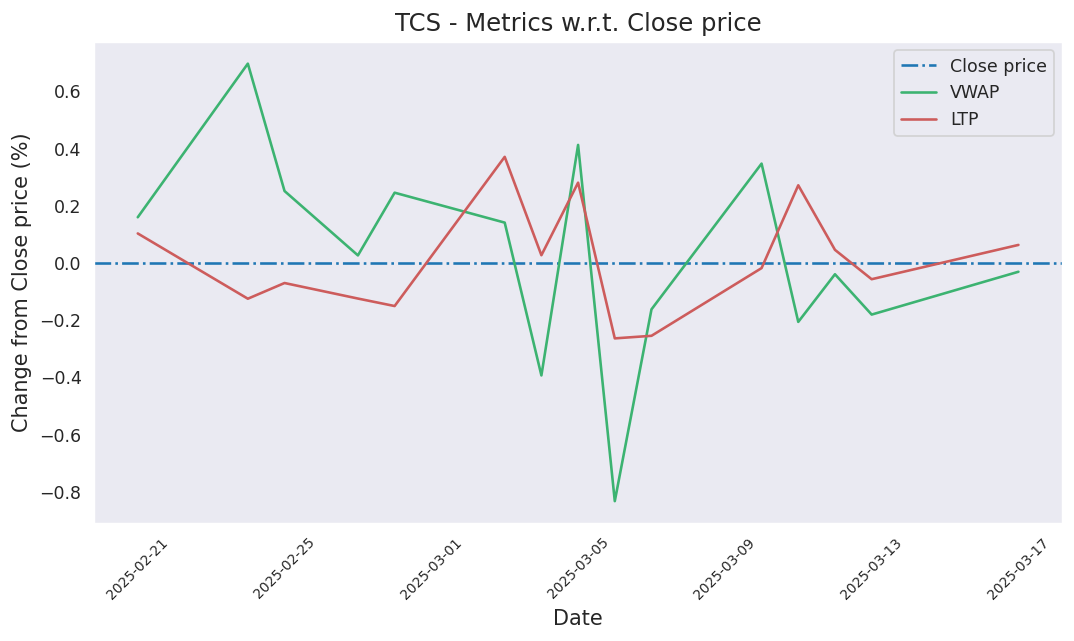 TCS - Metrics w.r.t. Close price
Close price
VWAP
LTP
Change from Close price (%)
0.6
0.4
0.2
0.0
−0.2
−0.4
−0.6
−0.8
2025-02-21
2025-02-25
2025-03-01
2025-03-05
2025-03-09
2025-03-13
2025-03-17
Date